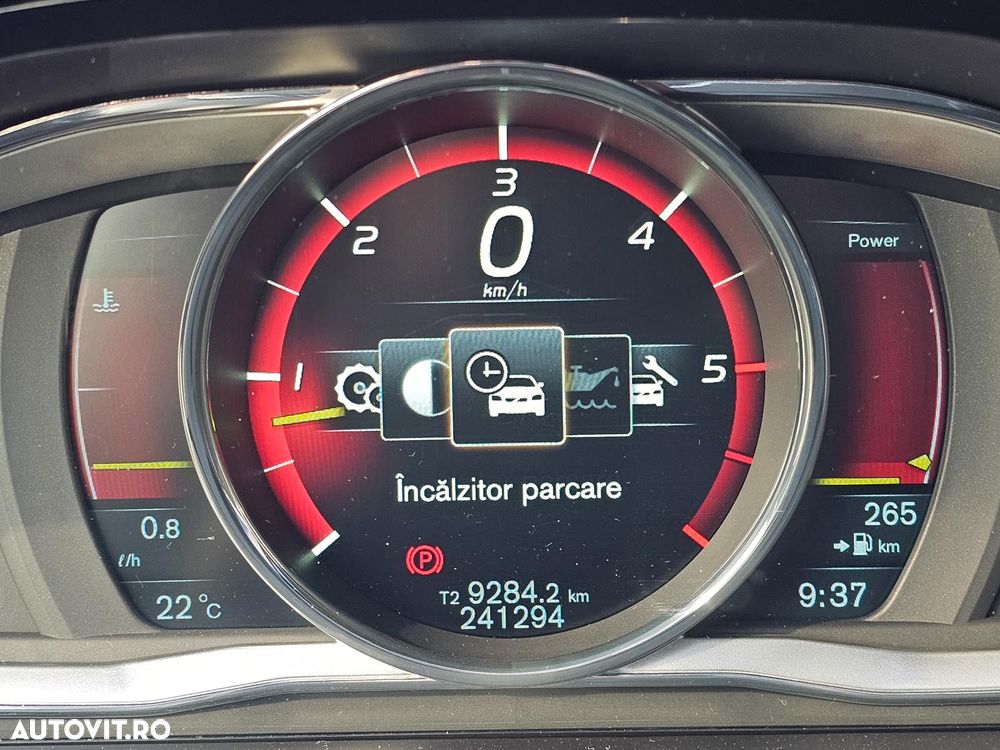 3
2
4
0
km/h
1
5
Power
Încălzitor parcare
0.8
ℓ/h
22 °C
P
T2 9284.2 km
241294
265
km
9:37
AUTOVIT.RO